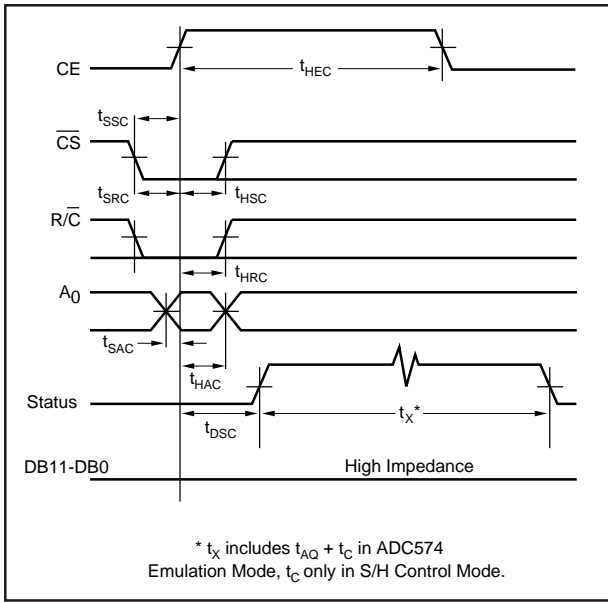 CE
tHEC
tSSC
C̅S̅
tSRC
tHSC
R/C̅
tHRC
A0
tSAC
tHAC
Status
tDSC
tX*
DB11-DB0
High Impedance
* tX includes tAQ + tC in ADC574
Emulation Mode, tC only in S/H Control Mode.